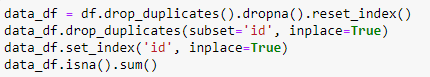 data_df = df.drop_duplicates().dropna().reset_index()
data_df.drop_duplicates(subset='id', inplace=True)
data_df.set_index('id', inplace=True)
data_df.isna().sum()